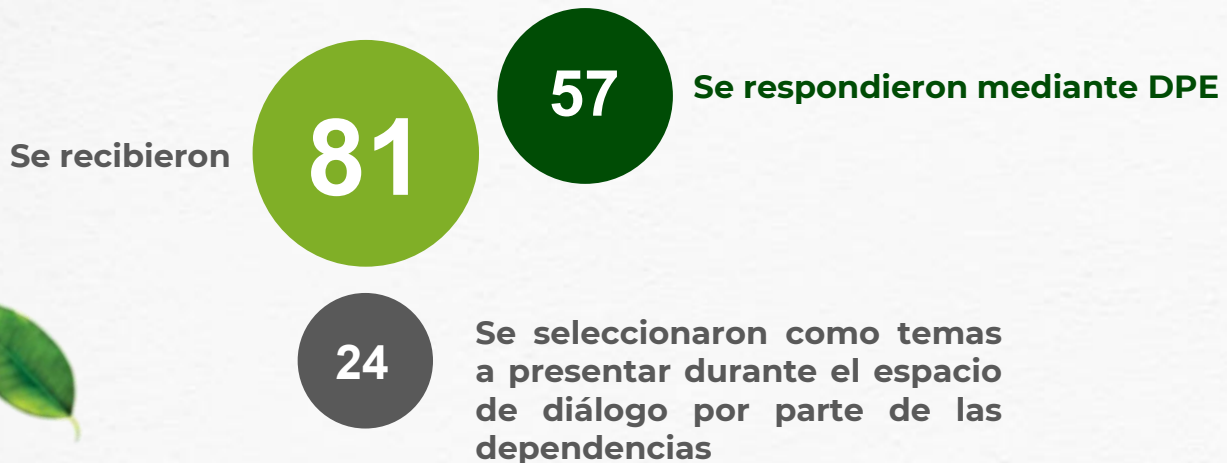 Se recibieron
81
57
Se respondieron mediante DPE
24
Se seleccionaron como temas
a presentar durante el espacio
de diálogo por parte de las
dependencias